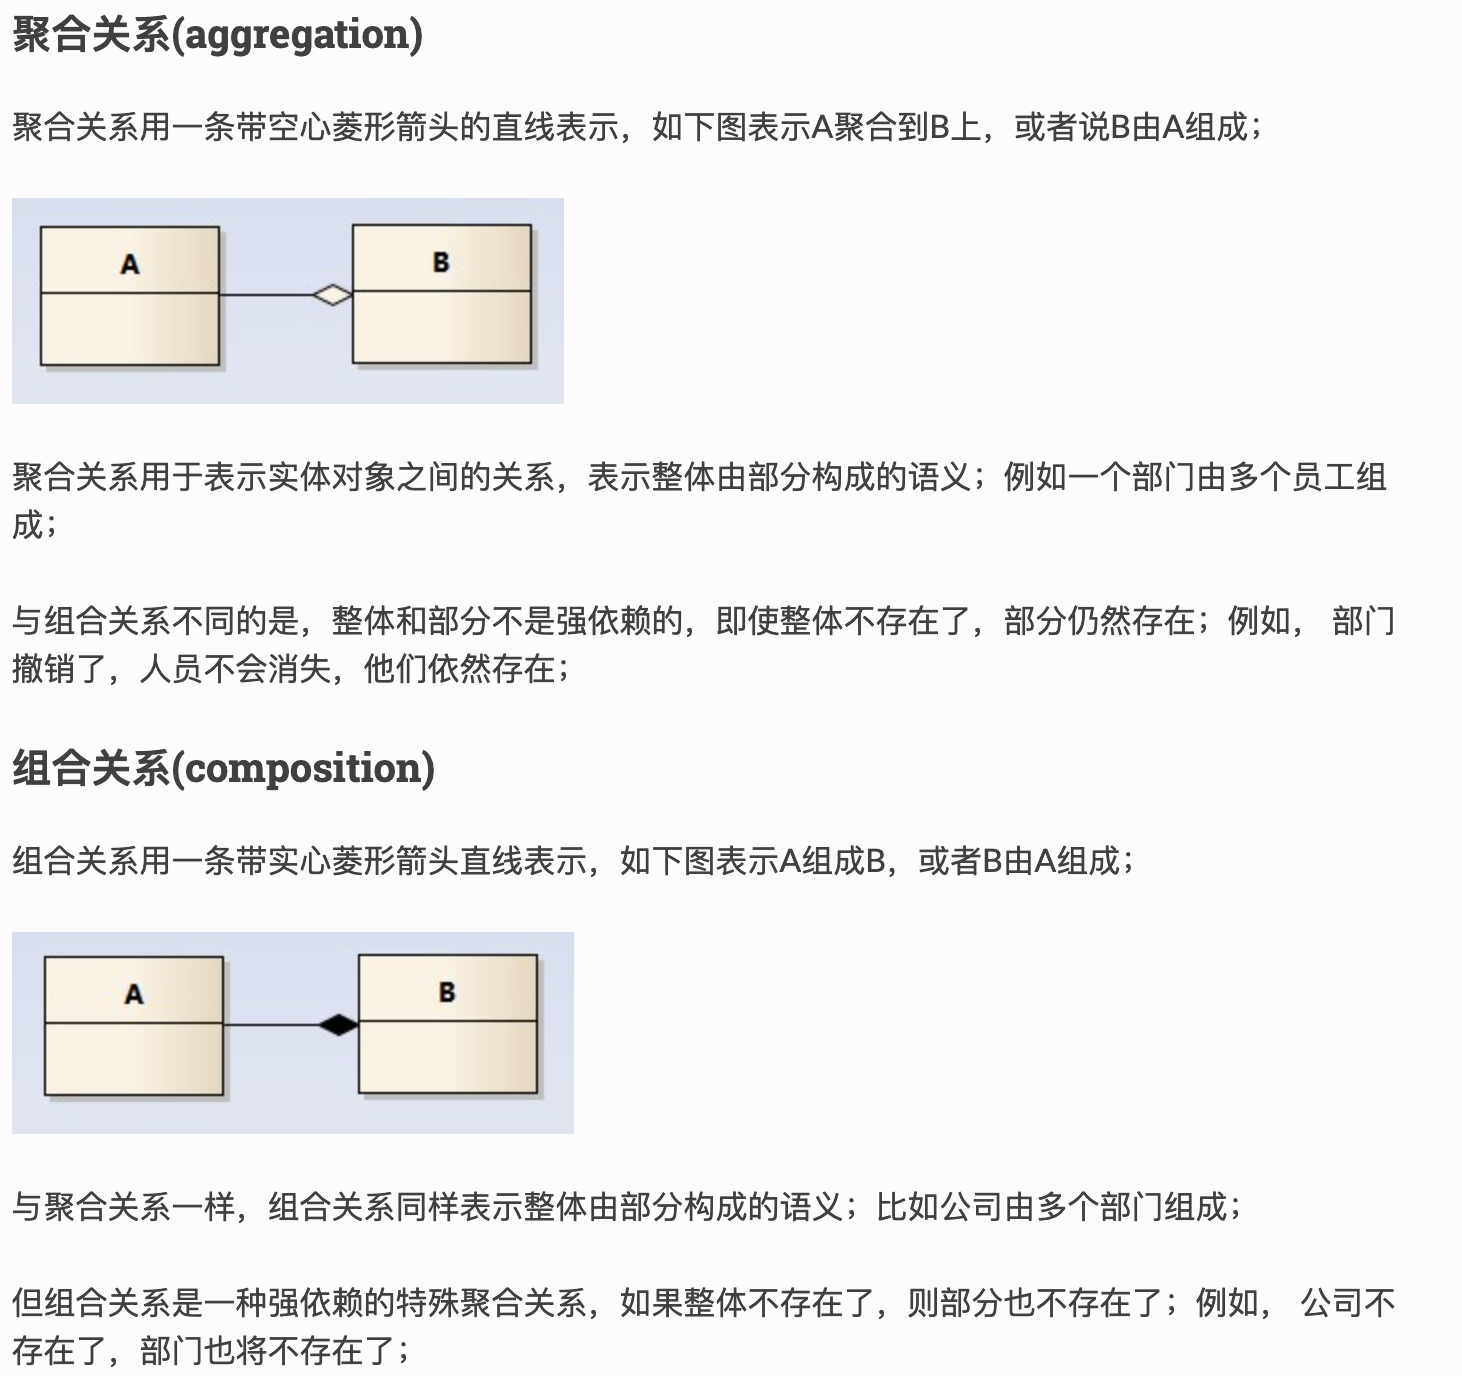 聚合关系(aggregation)
聚合关系用一条带空心菱形箭头的直线表示，如下图表示A聚合到B上，或者说B由A组成；
A
B
聚合关系用于表示实体对象之间的关系，表示整体由部分构成的语义；例如一个部门由多个员工组
成；
与组合关系不同的是，整体和部分不是强依赖的，即使整体不存在了，部分仍然存在；例如， 部门
撤销了，人员不会消失，他们依然存在；
组合关系(composition)
组合关系用一条带实心菱形箭头直线表示，如下图表示A组成B，或者B由A组成；
A
B
与聚合关系一样，组合关系同样表示整体由部分构成的语义；比如公司由多个部门组成；
但组合关系是一种强依赖的特殊聚合关系，如果整体不存在了，则部分也不存在了；例如， 公司不
存在了，部门也将不存在了；